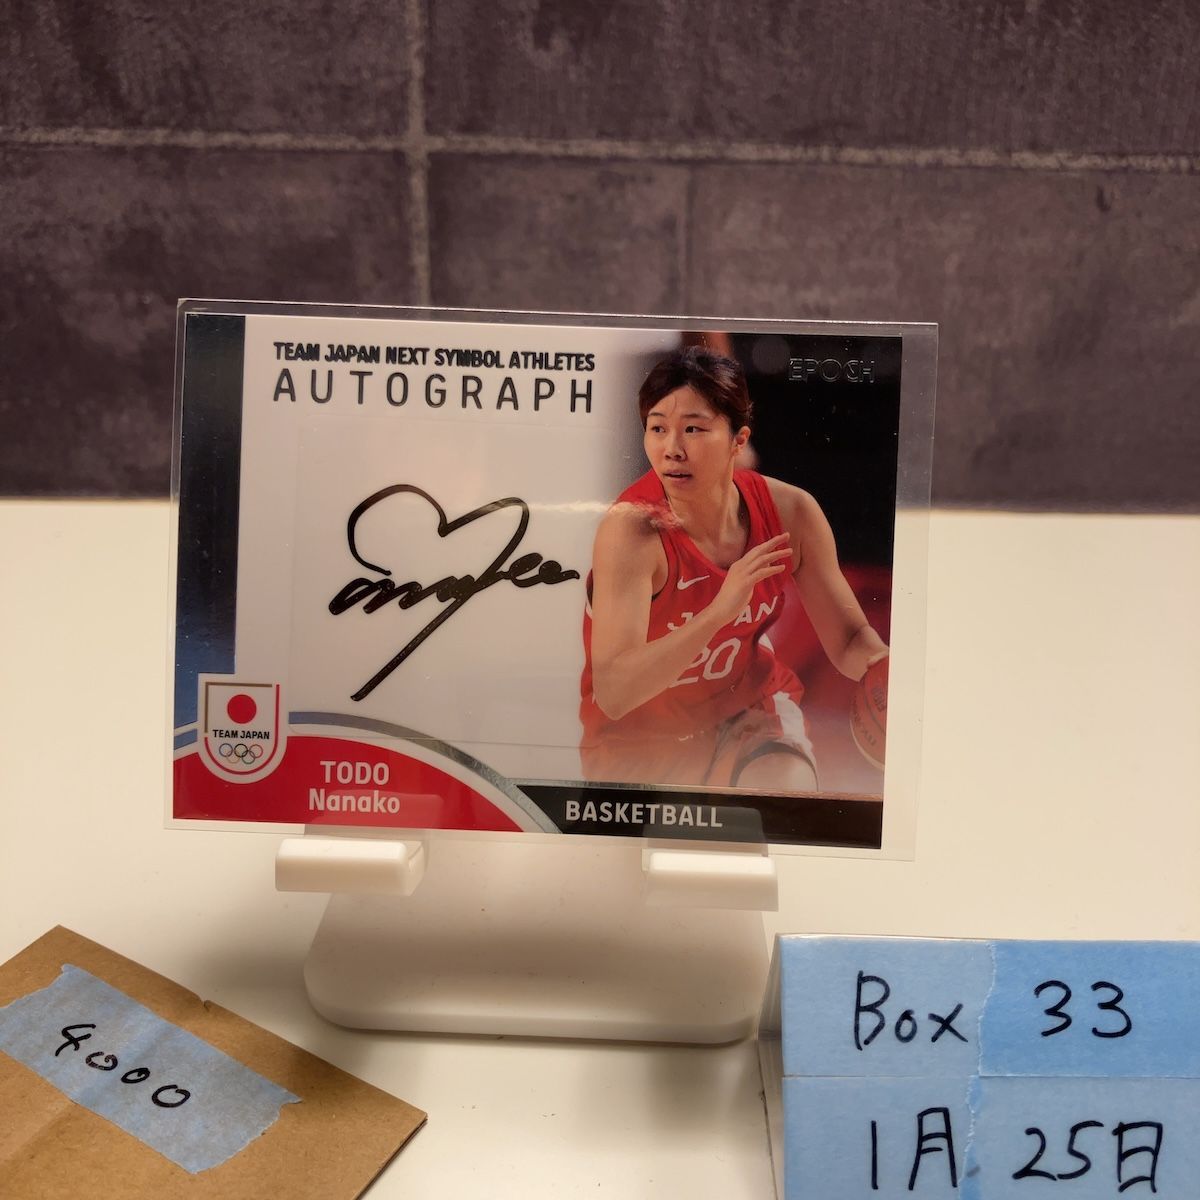 TEAM JAPAN NEXT SYMBOL ATHLETES
AUTOGRAPH
EPOCH
JAPAN
20
TEAM JAPAN
TODO
Nanako
BASKETBALL
4000
Box 33
1月25日